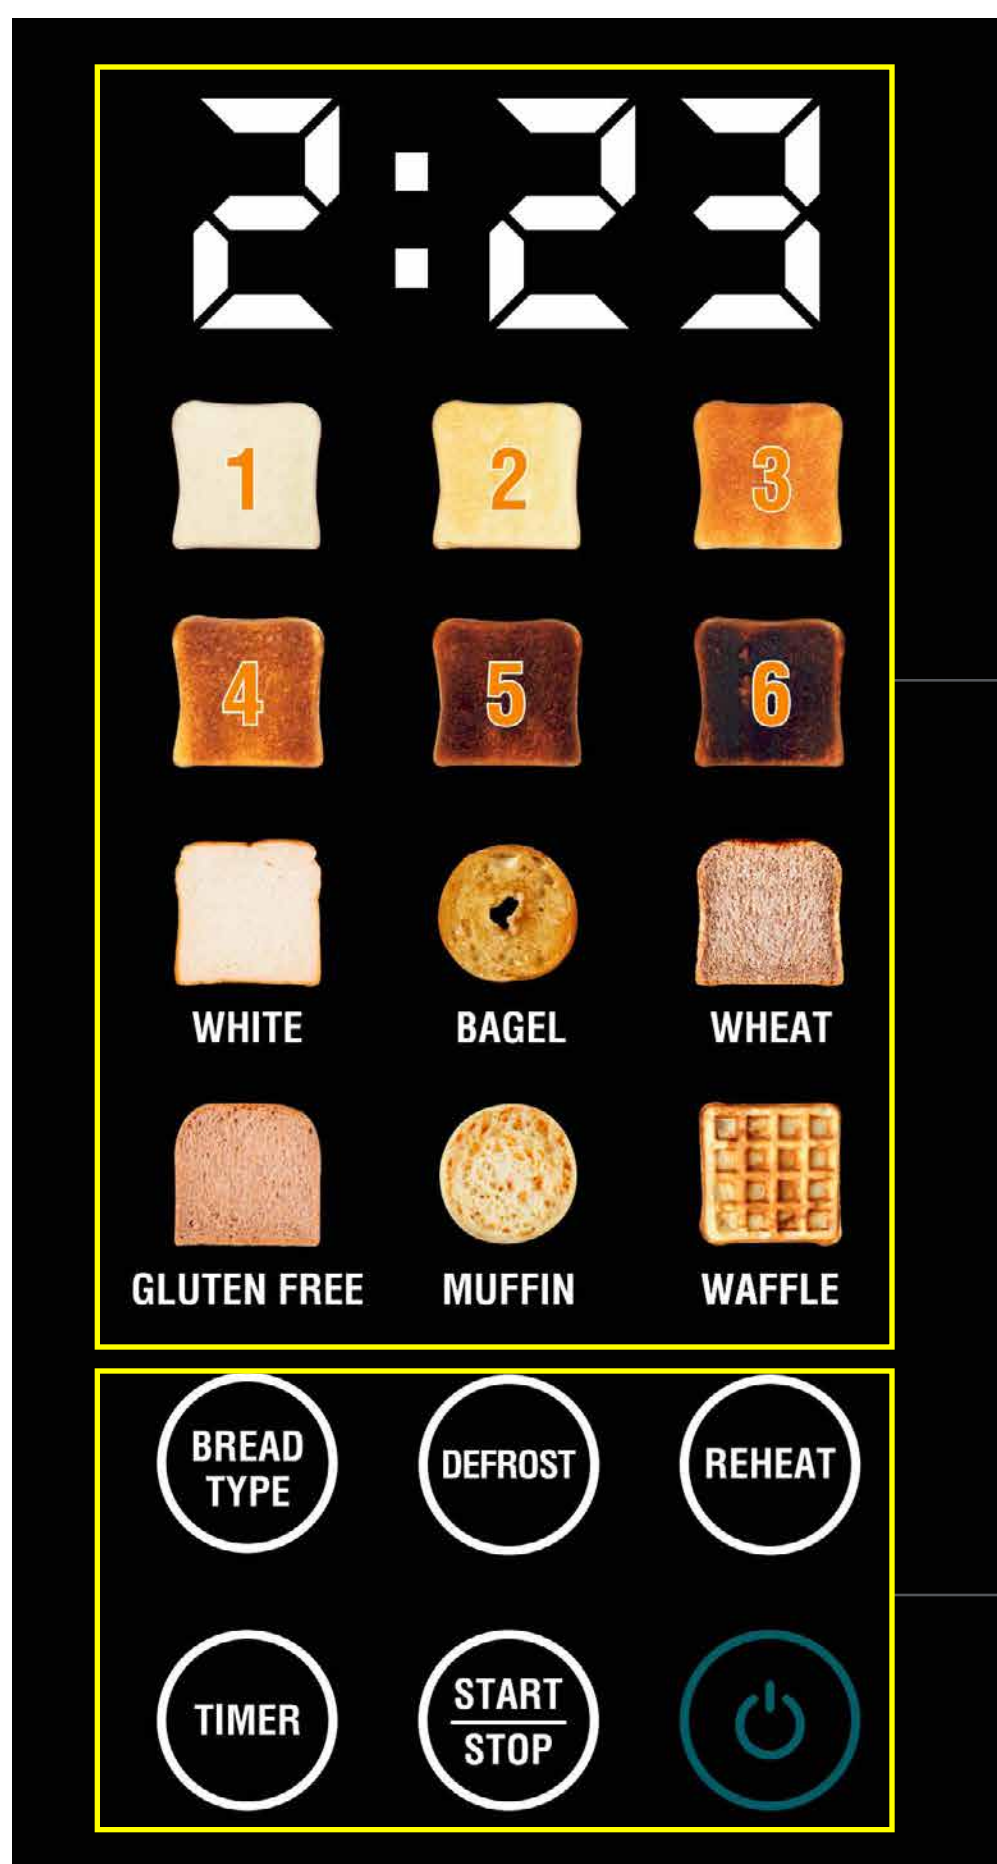 2:23
1 2 3
4 5 6
WHITE BAGEL WHEAT
GLUTEN FREE MUFFIN WAFFLE
BREAD
TYPE
DEFROST
REHEAT
TIMER
START
STOP